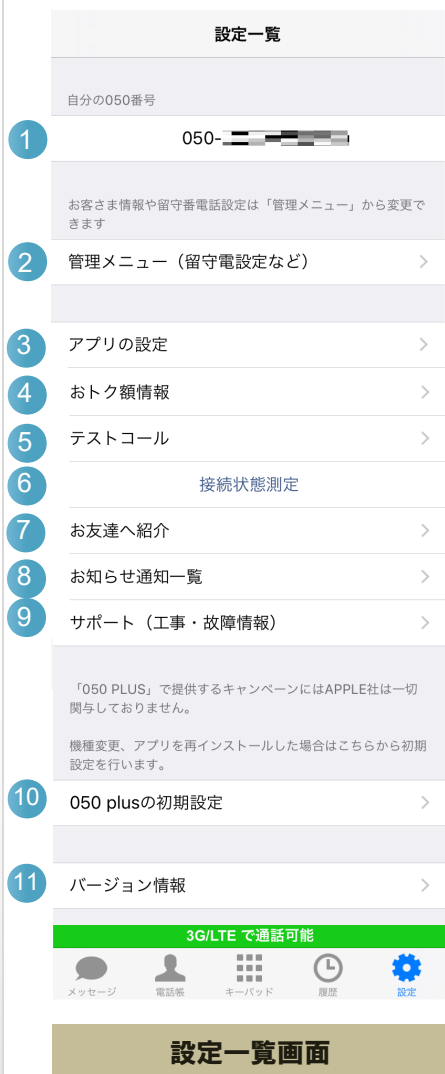 設定一覧
自分の050番号
1
050-
お客さま情報や留守番電話設定は「管理メニュー」から変更で
きます
2 管理メニュー（留守電設定など）
3 アプリの設定
4 おトク額情報
5 テストコール
6 接続状態測定
7 お友達へ紹介
8 お知らせ通知一覧
9 サポート（工事・故障情報）
「050 PLUS」で提供するキャンペーンにはAPPLE社は一切
関与しておりません。
機種変更、アプリを再インストールした場合はこちらから初期
設定を行います。
10 050 plusの初期設定
11 バージョン情報
3G/LTE で通話可能
メッセージ 電話帳 キーパッド 履歴 設定
設定一覧画面